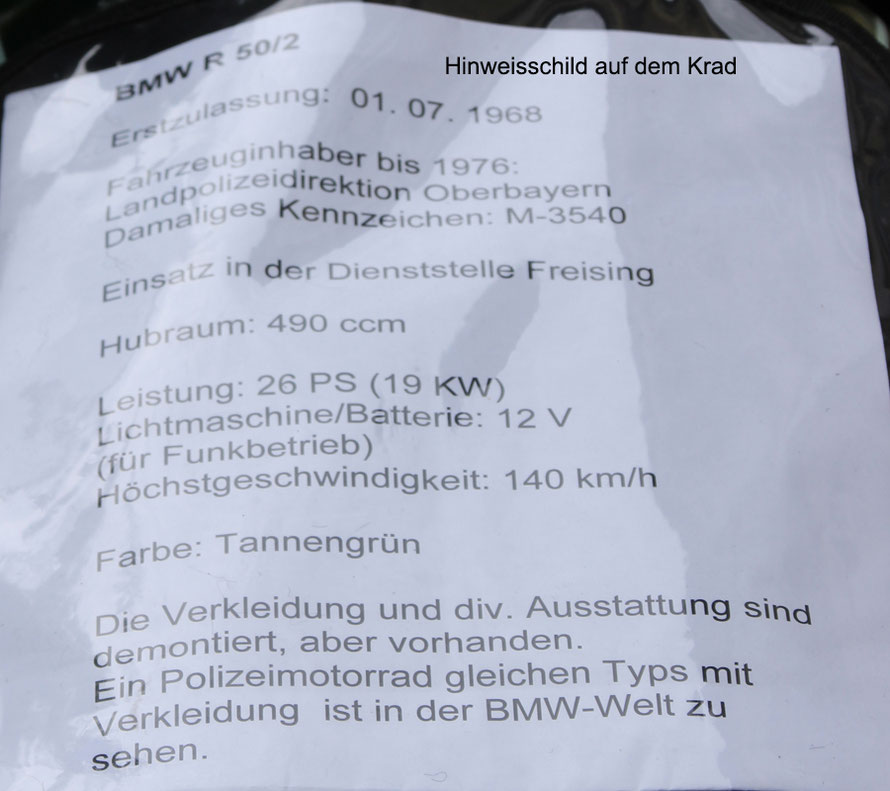 Hinweisschild auf dem Krad
BMW R 50/2
Erstzulassung: 01. 07. 1968
Fahrzeuginhaber bis 1976:
Landpolizeidirektion Oberbayern
Damaliges Kennzeichen: M-3540
Einsatz in der Dienststelle Freising
Hubraum: 490 ccm
Leistung: 26 PS (19 KW)
Lichtmaschine/Batterie: 12 V
(für Funkbetrieb)
Höchstgeschwindigkeit: 140 km/h
Farbe: Tannengrün
Die Verkleidung und div. Ausstattung sind
demontiert, aber vorhanden.
Ein Polizeimotorrad gleichen Typs mit
Verkleidung ist in der BMW-Welt zu
sehen.